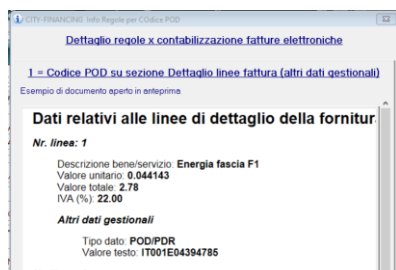 CITY-FINANCING Info Regole per COdice POD
Dettaglio regole x contabilizzazione fatture elettroniche
1 = Codice POD su sezione Dettaglio linee fattura (altri dati gestionali)
Esempio di documento aperto in anteprima
Dati relativi alle linee di dettaglio della fornitur
Nr. linea: 1
Descrizione bene/servizio: Energia fascia F1
Valore unitario: 0.044143
Valore totale: 2.78
IVA (%): 22.00
Altri dati gestionali
Tipo dato: POD/PDR
Valore testo: IT001E04394785